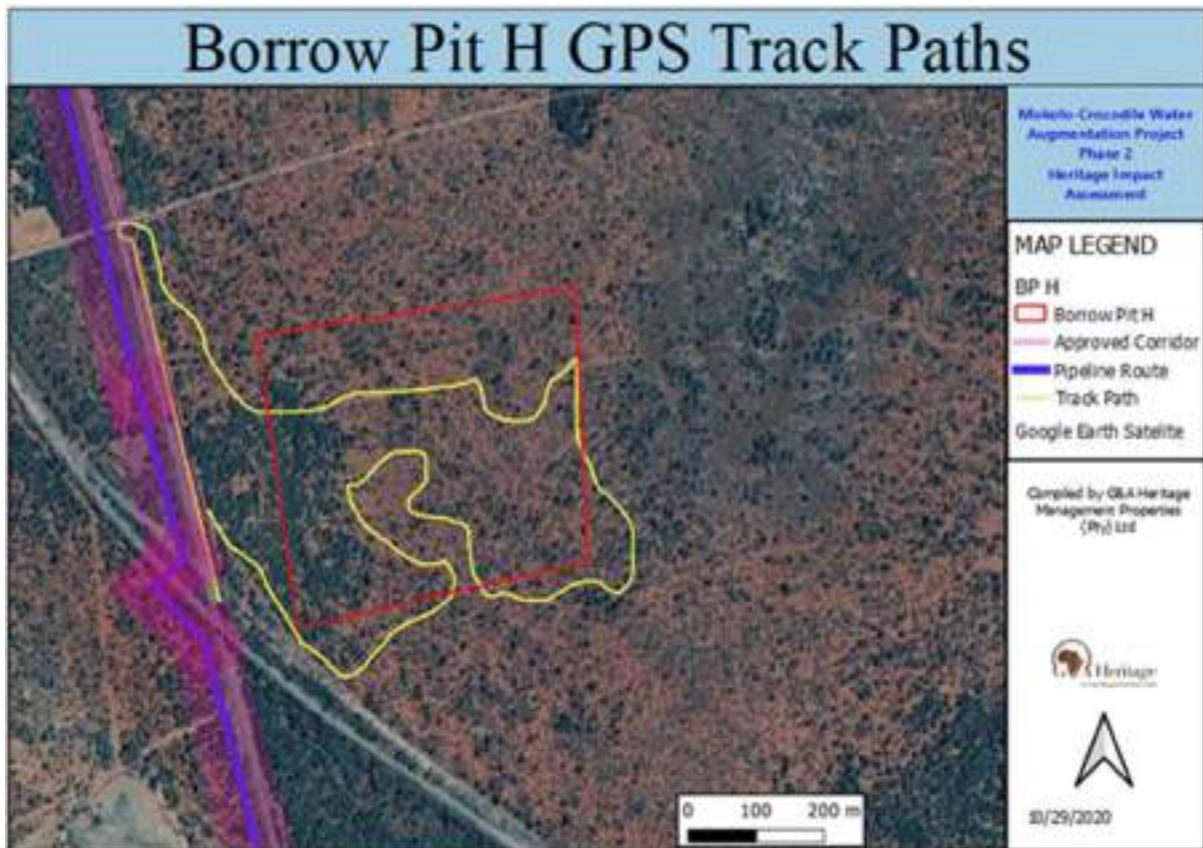 Borrow Pit H GPS Track Paths
Mokolo-Crocodile Water
Augmentation Project
Phase 2
Heritage Impact
Assessment
MAP LEGEND
BP H
Borrow Pit H
Approved Corridor
Pipeline Route
Track Path
Google Earth Satelite
Compiled by G&A Heritage
Management Properties
(Pty) Ltd
Heritage
0 100 200 m
10/29/2020